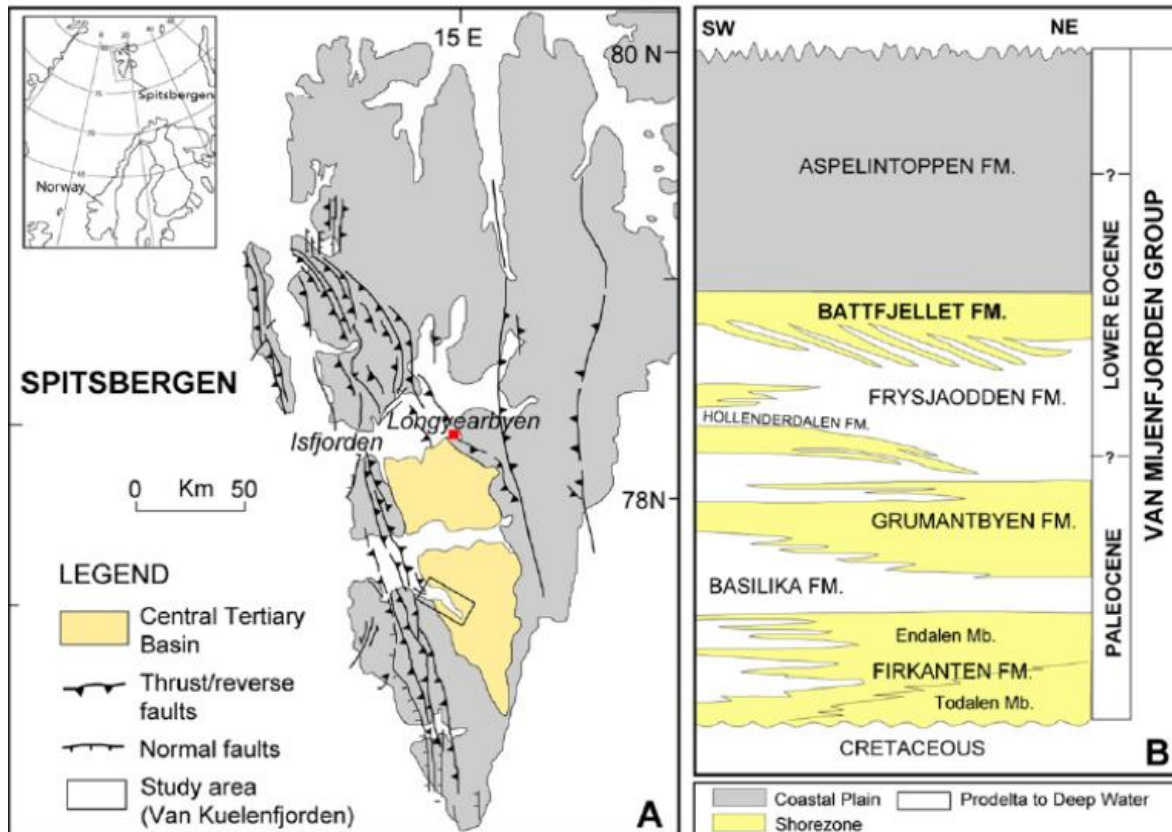 Spitsbergen
Norway
15 E
80 N
SPITSBERGEN
Longyearbyen
Isfjorden
0 Km 50
78N
LEGEND
Central Tertiary
Basin
Thrust/reverse
faults
Normal faults
Study area
(Van Kuelenfjorden)
A
SW
NE
ASPELINTOPPEN FM.
BATTFJELLET FM.
FRYSJAODDEN FM.
HOLLENDERDALEN FM.
GRUMANTBYEN FM.
BASILIKA FM.
Endalen Mb.
FIRKANTEN FM.
Todalen Mb.
CRETACEOUS
?
LOWER EOCENE
?
PALEOCENE
VAN MIJENFJORDEN GROUP
B
Coastal Plain
Prodelta to Deep Water
Shorezone